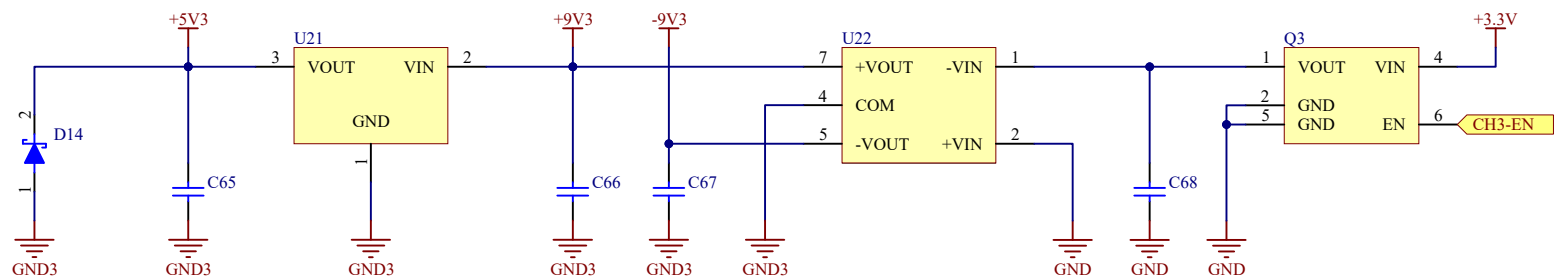 +5V3
+9V3
-9V3
+3.3V
U21
U22
Q3
3 VOUT VIN 2
GND
1
7 +VOUT -VIN 1
4 COM
5 -VOUT +VIN 2
1 VOUT VIN 4
2 GND
5 GND EN 6 CH3-EN
2
D14
1
C65
C66
C67
C68
GND3
GND3
GND3
GND3
GND3
GND3
GND
GND
GND